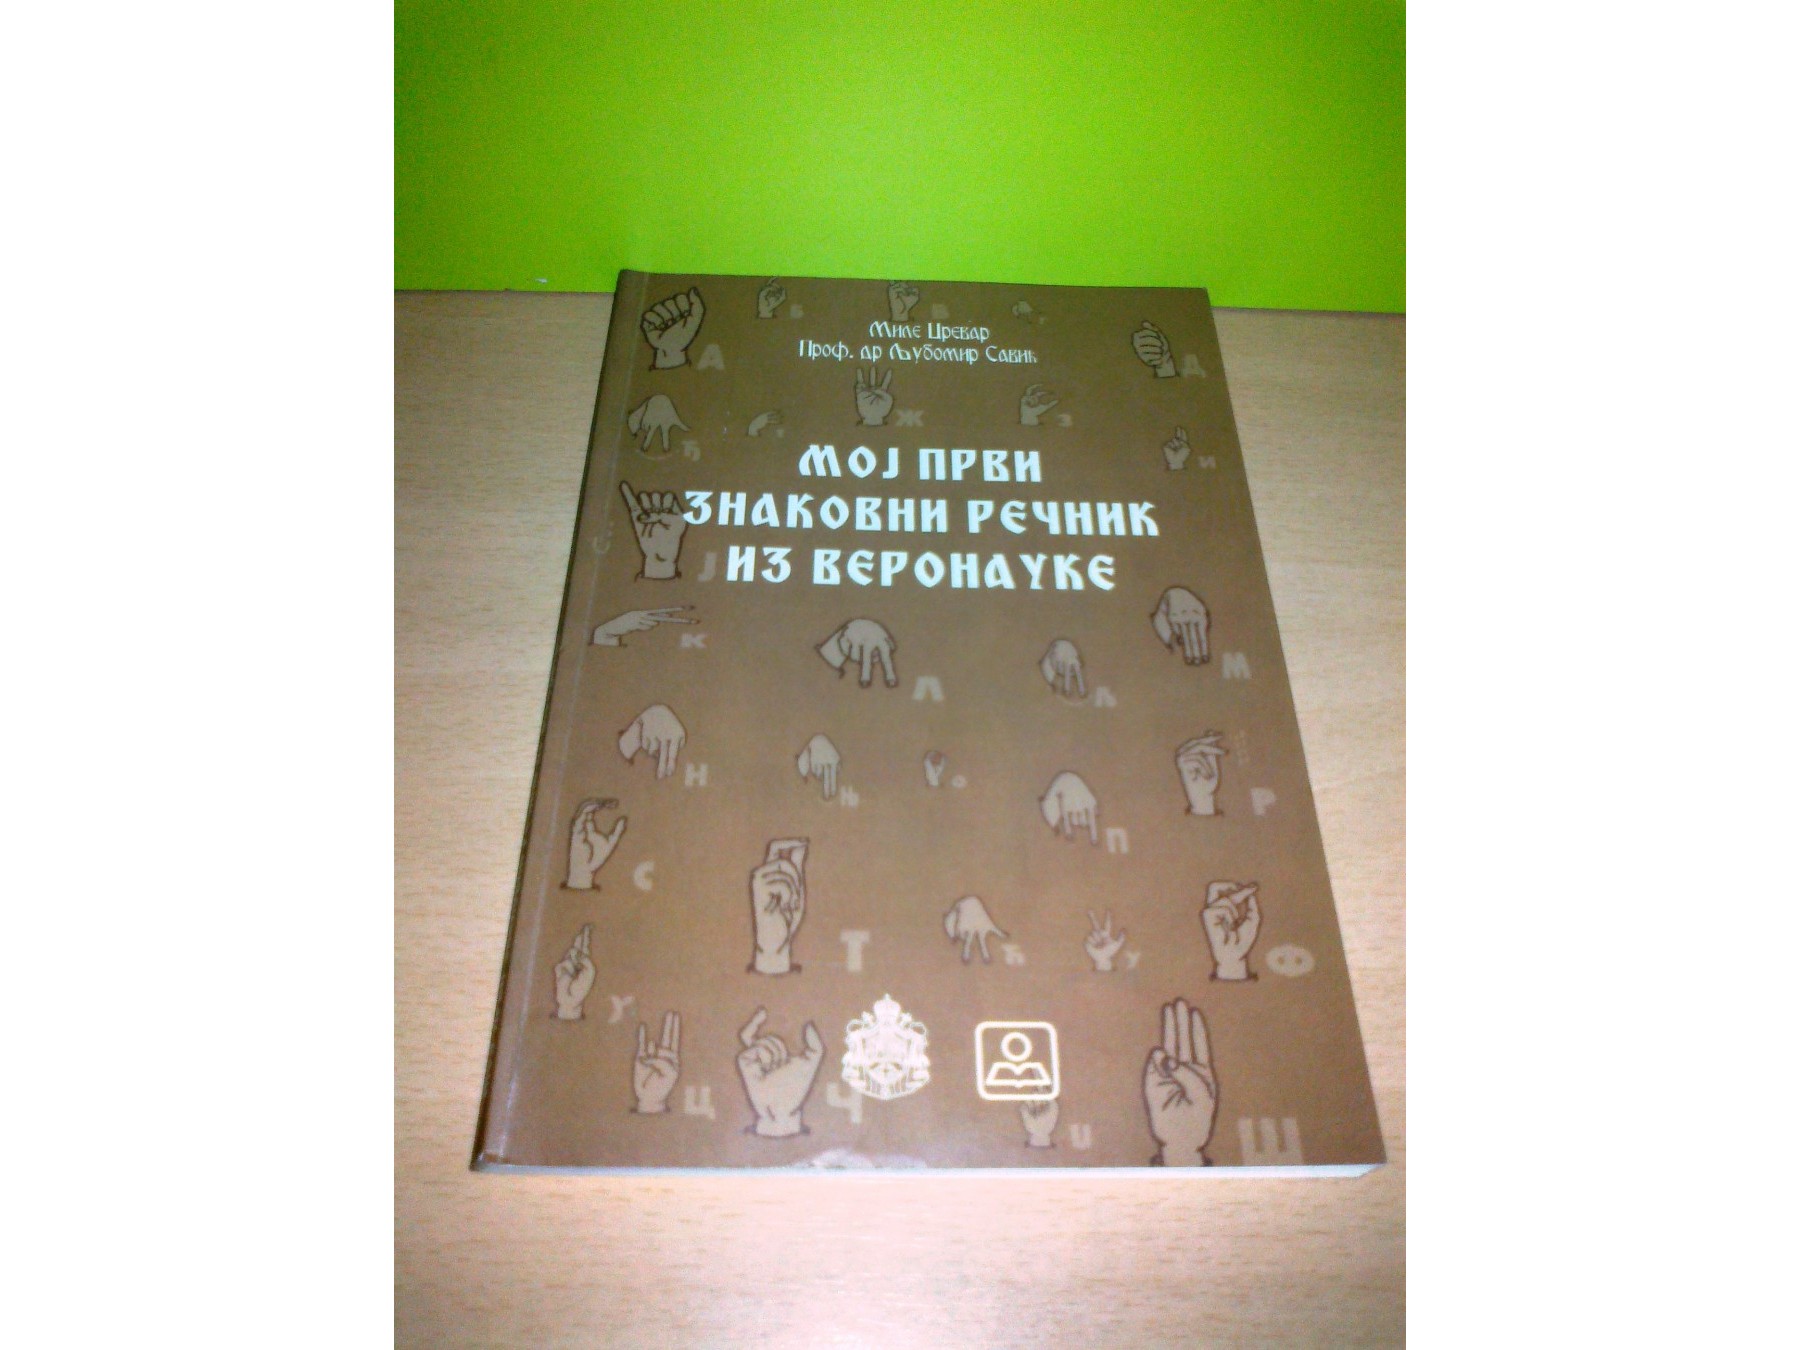 Миле Цревар
Проф. др Љубомир Савић
МОЈ ПРВИ
ЗНАКОВНИ РЕЧНИК
ИЗ ВЕРОНАУКЕ
А
Б
В
Д
Ђ
Ж
З
И
Ј
К
Л
Љ
М
Н
Њ
О
П
Р
С
Т
Ћ
У
Ф
Ц
Ч
Џ
Ш